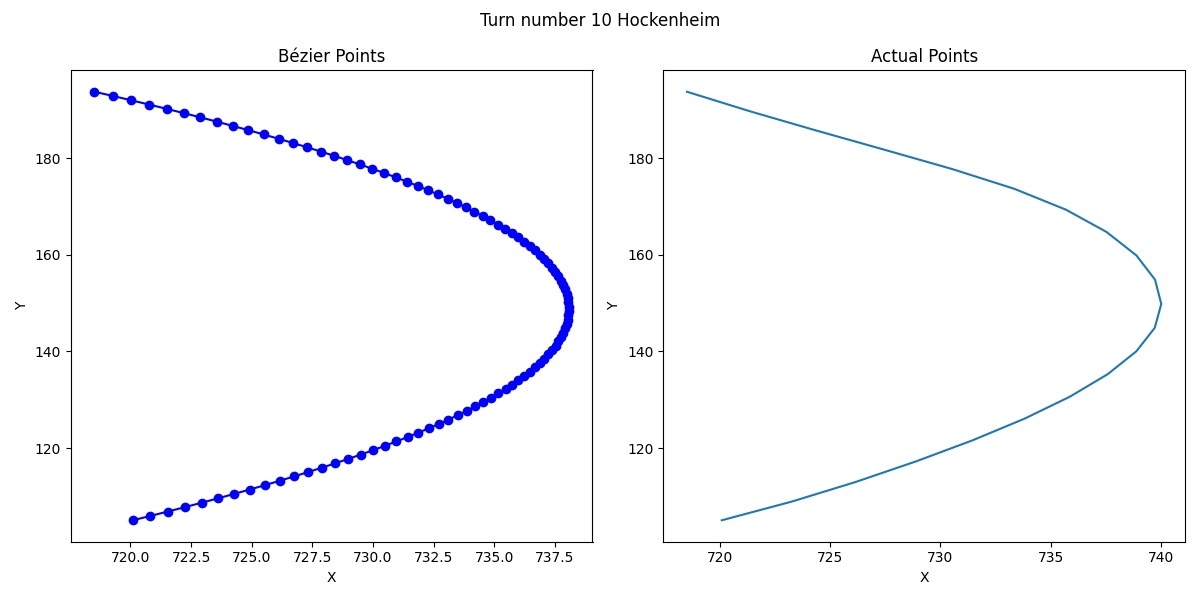 Turn number 10 Hockenheim
Bézier Points
Y
180
160
140
120
720.0 722.5 725.0 727.5 730.0 732.5 735.0 737.5
X
Actual Points
Y
180
160
140
120
720 725 730 735 740
X